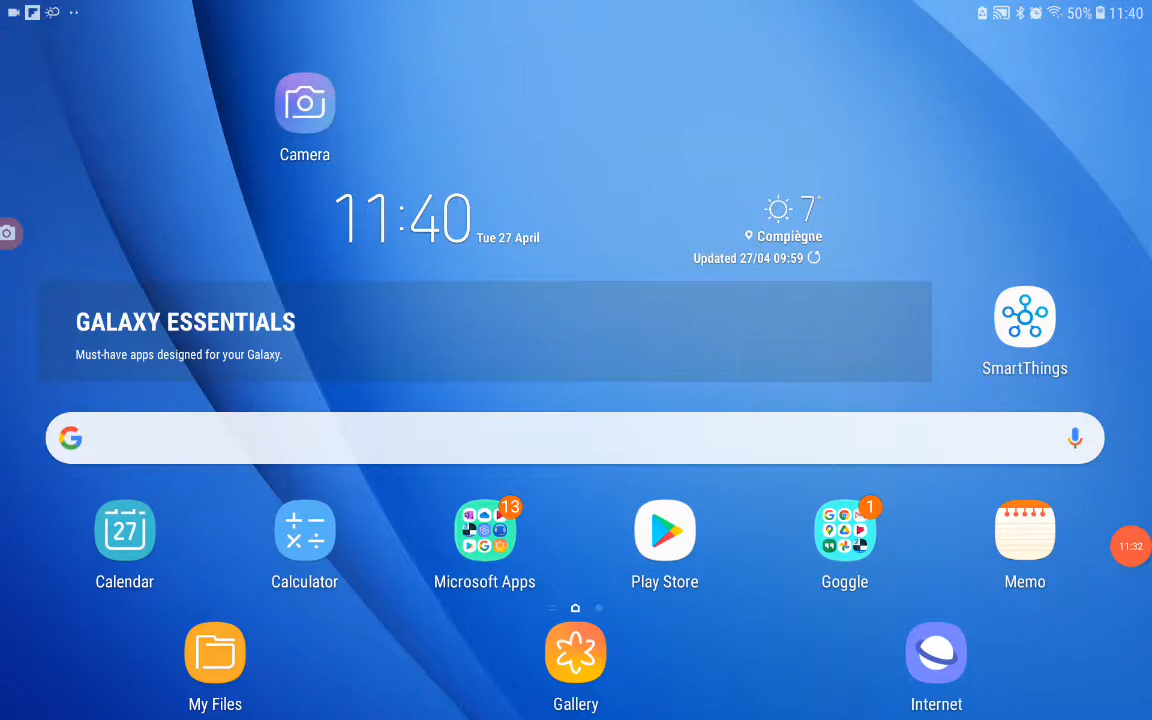 50% 11:40
Camera
11:40 Tue 27 April
7°
Compiègne
Updated 27/04 09:59
GALAXY ESSENTIALS
Must-have apps designed for your Galaxy.
SmartThings
G
27
13
1
11:32
Calendar
Calculator
Microsoft Apps
Play Store
Goggle
Memo
My Files
Gallery
Internet